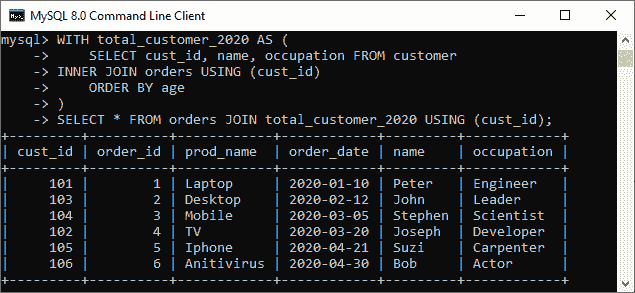 MySQL 8.0 Command Line Client
mysql> WITH total_customer_2020 AS (
    ->     SELECT cust_id, name, occupation FROM customer
    -> INNER JOIN orders USING (cust_id)
    ->     ORDER BY age
    -> )
    -> SELECT * FROM orders JOIN total_customer_2020 USING (cust_id);
+---------+----------+------------+------------+---------+------------+
| cust_id | order_id | prod_name  | order_date | name    | occupation |
+---------+----------+------------+------------+---------+------------+
|     101 |        1 | Laptop     | 2020-01-10 | Peter   | Engineer   |
|     103 |        2 | Desktop    | 2020-02-12 | John    | Leader     |
|     104 |        3 | Mobile     | 2020-03-05 | Stephen | Scientist  |
|     102 |        4 | TV         | 2020-03-20 | Joseph  | Developer  |
|     105 |        5 | Iphone     | 2020-04-21 | Suzi    | Carpenter  |
|     106 |        6 | Anitivirus | 2020-04-30 | Bob     | Actor      |
+---------+----------+------------+------------+---------+------------+